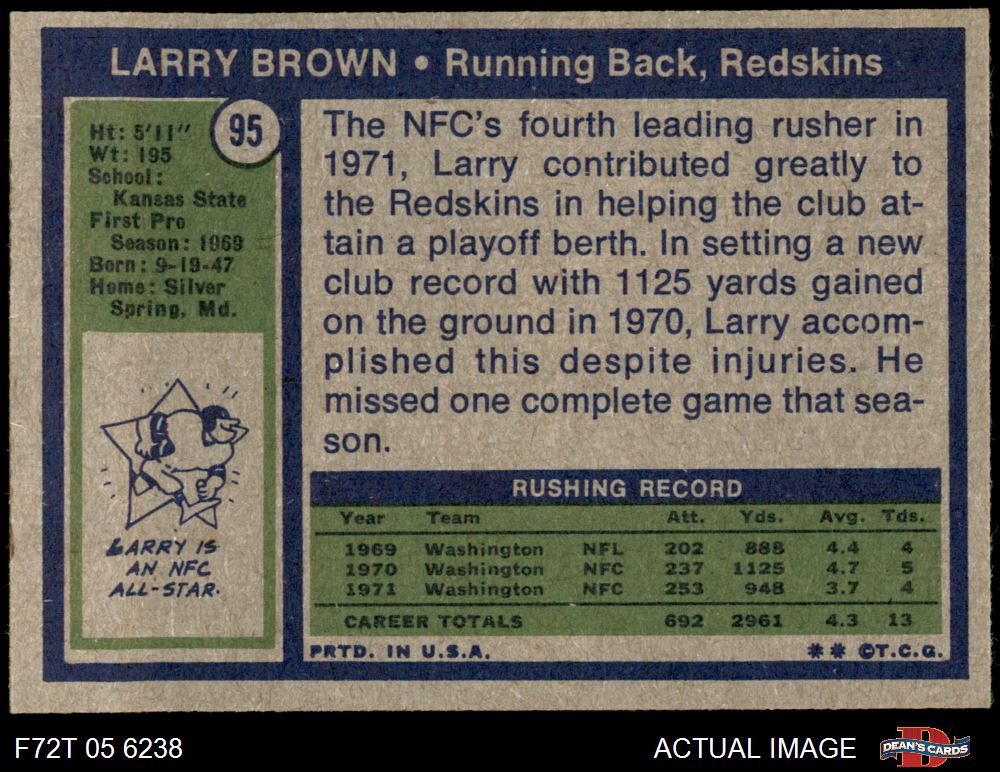 LARRY BROWN • Running Back, Redskins
95
Ht: 5'11"
Wt: 195
School:
Kansas State
First Pro
Season: 1969
Born: 9-19-47
Home: Silver
Spring, Md.
LARRY IS
AN NFC
ALL-STAR.
The NFC's fourth leading rusher in
1971, Larry contributed greatly to
the Redskins in helping the club at-
tain a playoff berth. In setting a new
club record with 1125 yards gained
on the ground in 1970, Larry accom-
plished this despite injuries. He
missed one complete game that sea-
son.
RUSHING RECORD
Year Team Att. Yds. Avg. Tds.
1969 Washington NFL 202 888 4.4 4
1970 Washington NFC 237 1125 4.7 5
1971 Washington NFC 253 948 3.7 4
CAREER TOTALS 692 2961 4.3 13
PRTD. IN U.S.A. ** ©T.C.G.
F72T 05 6238 ACTUAL IMAGE DEAN'S CARDS